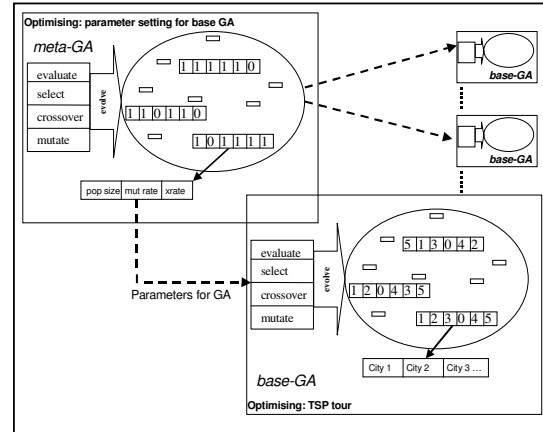 Optimising: parameter setting for base GA
meta-GA
evaluate
select
crossover
mutate
evolve
1 1 1 1 1 0
1 1 0 1 1 0
1 0 1 1 1 1
pop size mut rate xrate
Parameters for GA
base-GA
base-GA
evaluate
select
crossover
mutate
evolve
5 1 3 0 4 2
1 2 0 4 3 5
1 2 3 0 4 5
City 1 City 2 City 3 ...
base-GA
Optimising: TSP tour